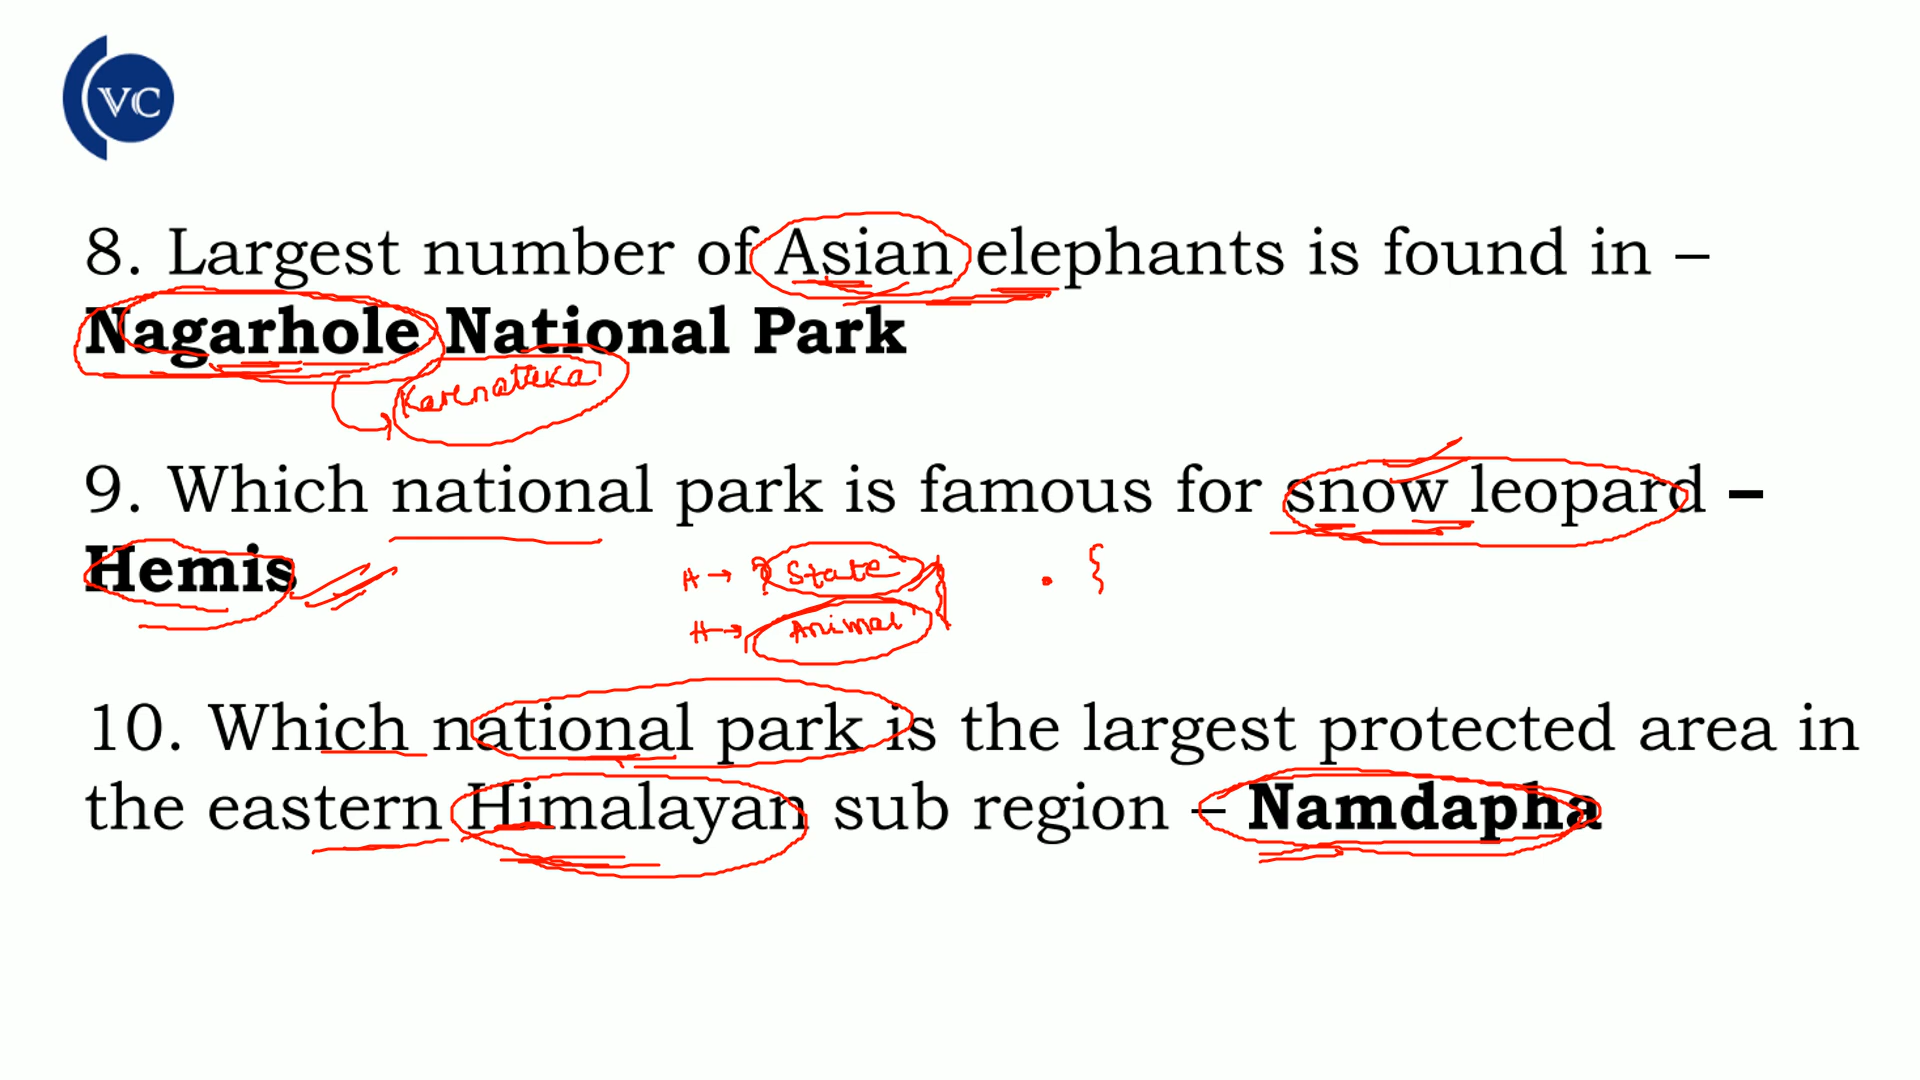 VC
8. Largest number of Asian elephants is found in –
Nagarhole National Park
Karenatteka
9. Which national park is famous for snow leopard –
Hemis
A → State
H → Animal
10. Which national park is the largest protected area in
the eastern Himalayan sub region – Namdapha